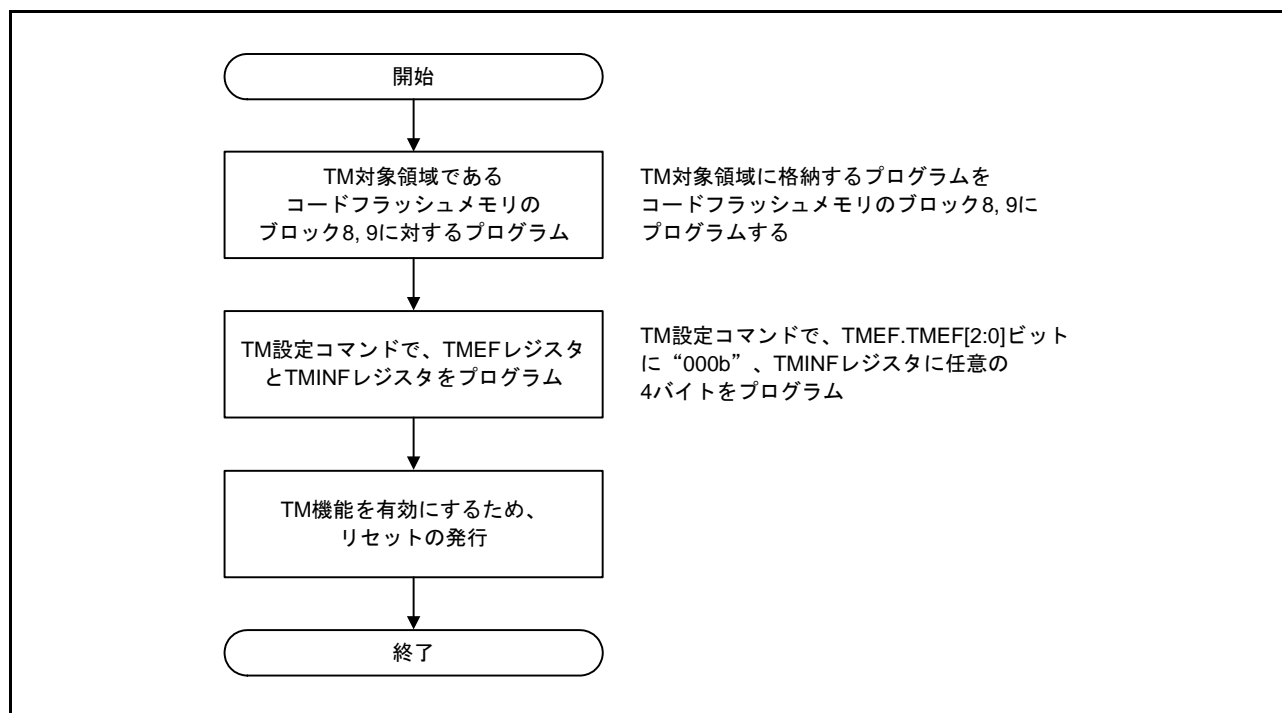 開始
TM対象領域である
コードフラッシュメモリの
ブロック8, 9に対するプログラム
TM対象領域に格納するプログラムを
コードフラッシュメモリのブロック8, 9に
プログラムする
TM設定コマンドで、TMEFレジスタ
とTMINFレジスタをプログラム
TM設定コマンドで、TMEF.TMEF[2:0]ビット
に“000b”、TMINFレジスタに任意の
4バイトをプログラム
TM機能を有効にするため、
リセットの発行
終了